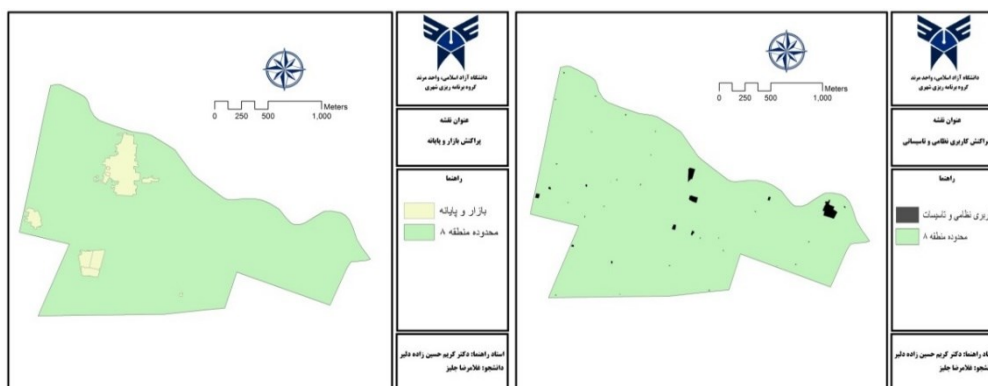 Meters
0 250 500 1,000
دانشگاه آزاد اسلامی، واحد مرند
گروه برنامه ریزی شهری
عنوان نقشه
پراکنش بازار و پایانه
راهنما
بازار و پایانه
محدوده منطقه ۸
استاد راهنما: دکتر کریم حسین زاده دلیر
دانشجو: غلامرضا جلیز
Meters
0 250 500 1,000
دانشگاه آزاد اسلامی، واحد مرند
گروه برنامه ریزی شهری
عنوان نقشه
راکنش کاربری نظامی و تاسیساتی
راهنما
ربری نظامی و تاسیسات
محدوده منطقه ۸
اد راهنما: دکتر کریم حسین زاده دلیر
شجو: غلامرضا جلیز